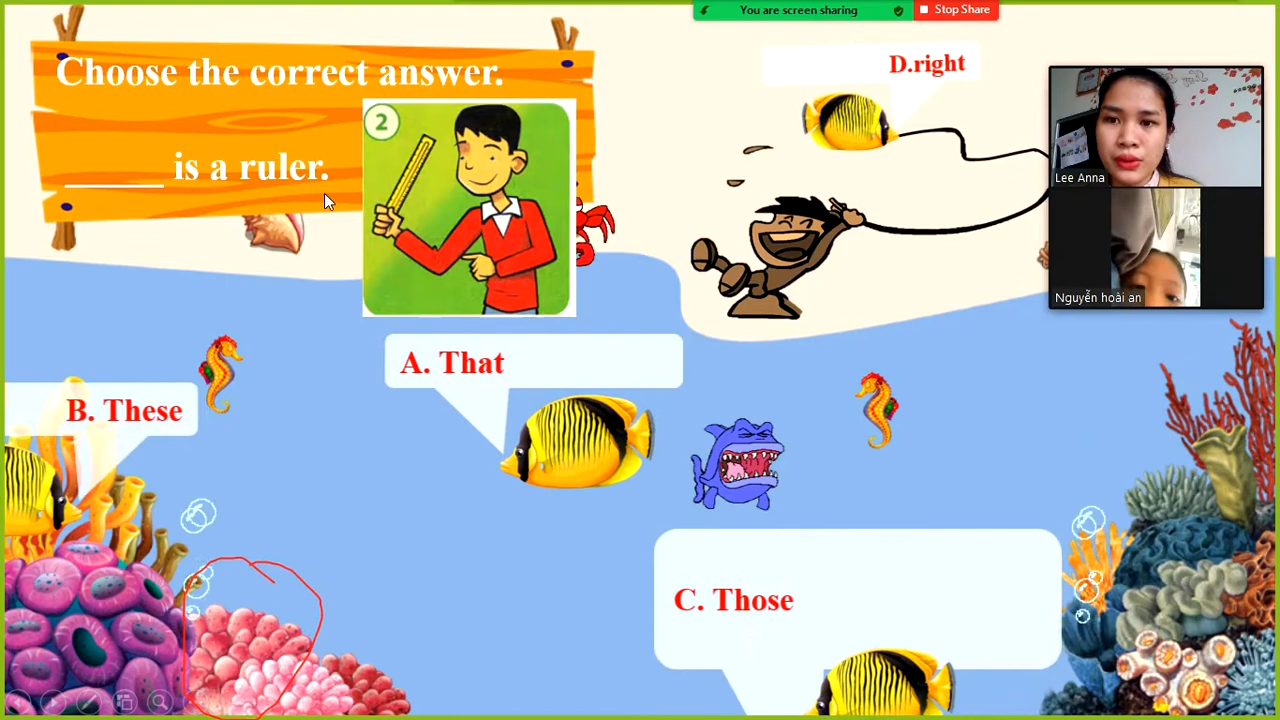 You are screen sharing
Stop Share
Choose the correct answer.
D.right
2
_______ is a ruler.
Lee Anna
Nguyễn hoài an
A. That
B. These
C. Those